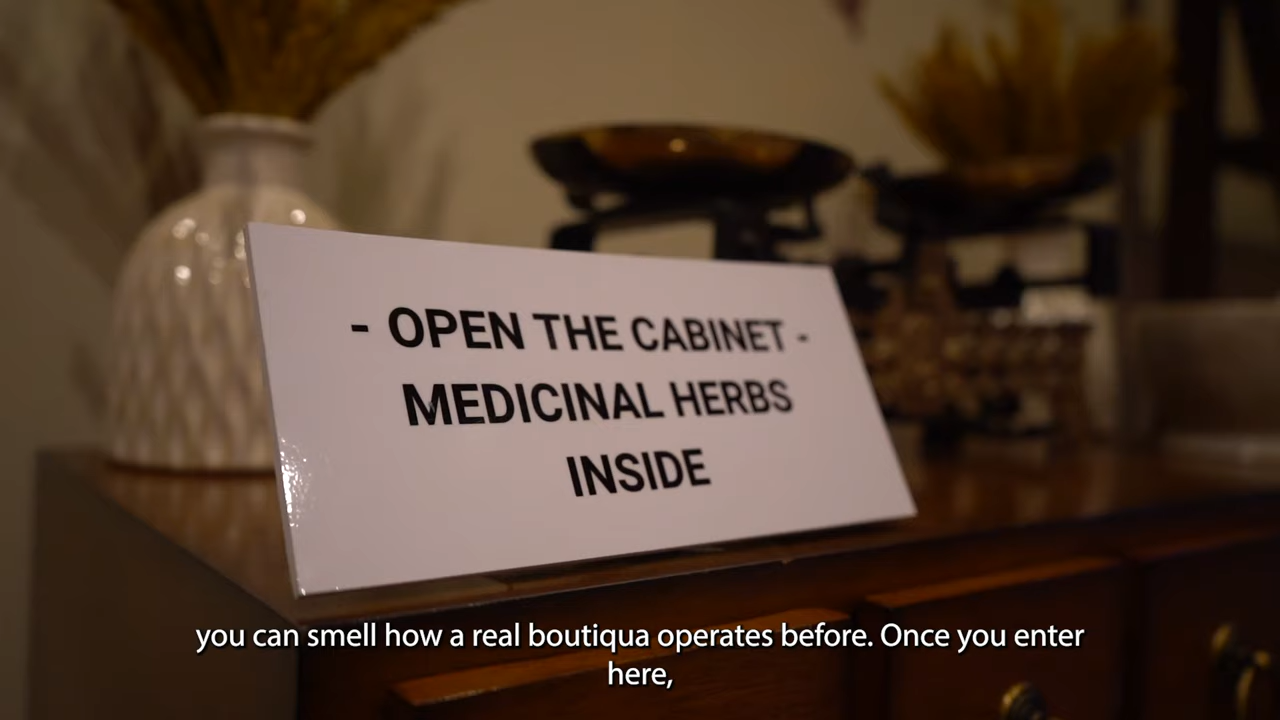 - OPEN THE CABINET -
MEDICINAL HERBS
INSIDE
you can smell how a real boutiqua operates before. Once you enter
here,